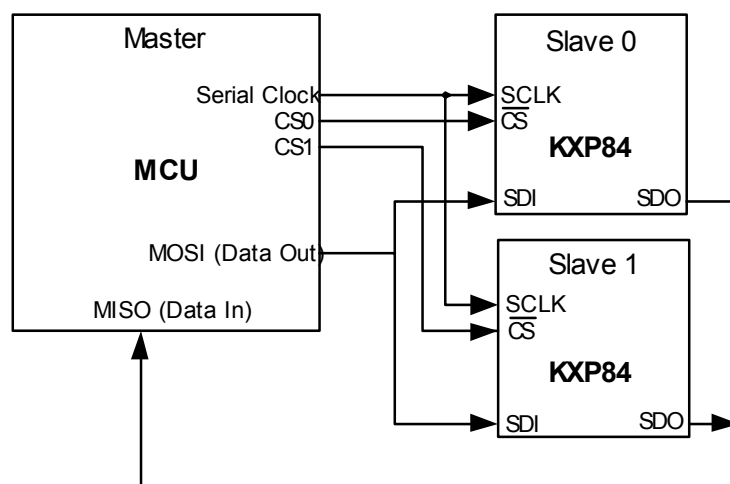 Master
Serial Clock
CS0
CS1
MCU
MOSI (Data Out)
MISO (Data In)
Slave 0
SCLK
CS
KXP84
SDI SDO
Slave 1
SCLK
CS
KXP84
SDI SDO